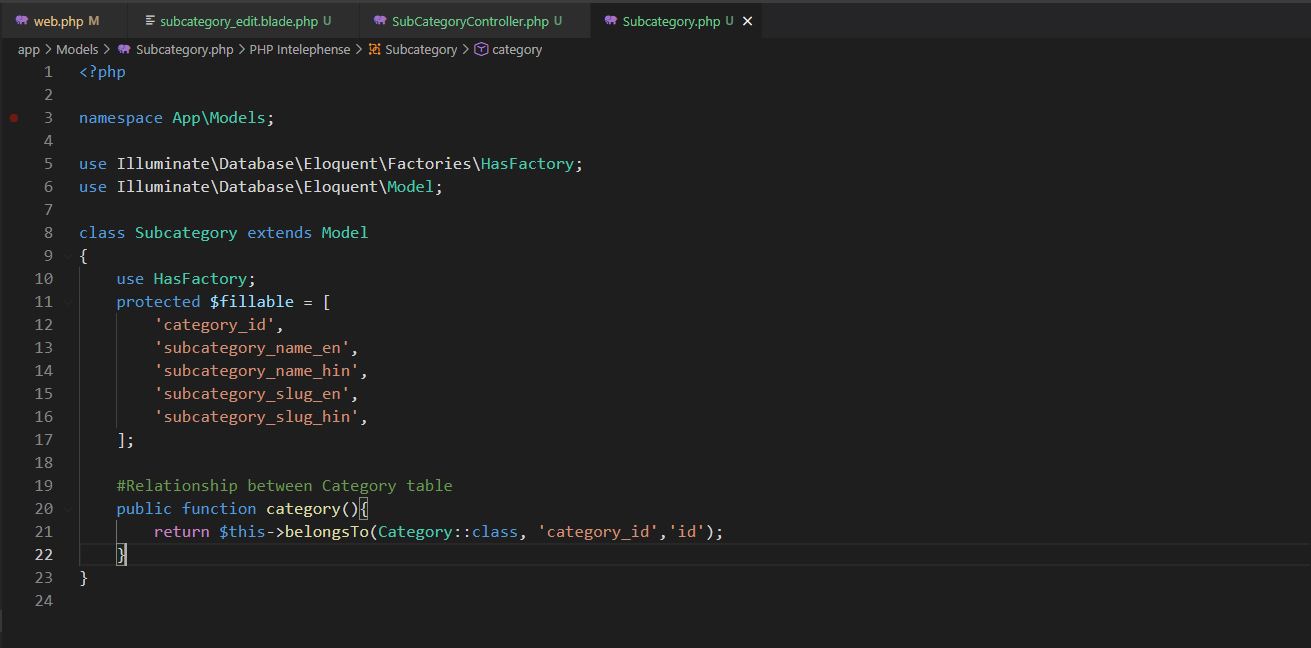 web.php M subcategory_edit.blade.php U SubCategoryController.php U Subcategory.php U
app > Models > Subcategory.php > PHP Intelephense > Subcategory > category
1 <?php
2
3 namespace App\Models;
4
5 use Illuminate\Database\Eloquent\Factories\HasFactory;
6 use Illuminate\Database\Eloquent\Model;
7
8 class Subcategory extends Model
9 {
10     use HasFactory;
11     protected $fillable = [
12         'category_id',
13         'subcategory_name_en',
14         'subcategory_name_hin',
15         'subcategory_slug_en',
16         'subcategory_slug_hin',
17     ];
18
19     #Relationship between Category table
20     public function category(){
21         return $this->belongsTo(Category::class, 'category_id','id');
22     }
23 }
24